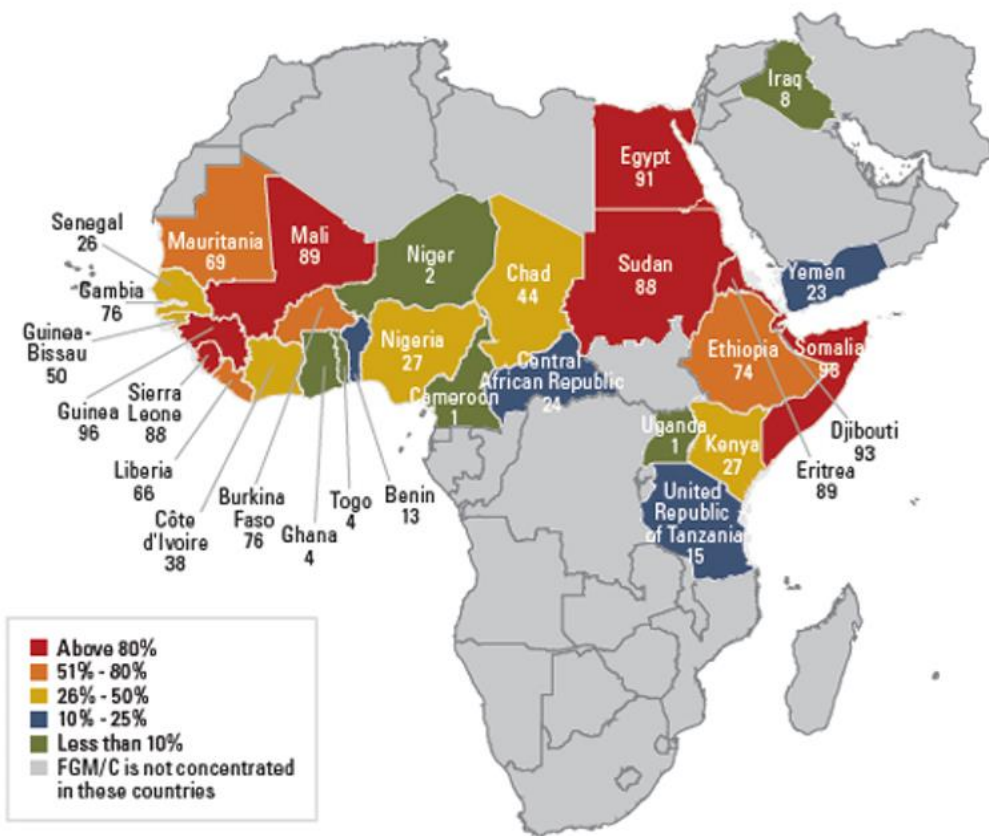 Iraq
8
Egypt
91
Senegal
26
Mauritania
69
Mali
89
Niger
2
Chad
44
Sudan
88
Yemen
23
Gambia
76
Guinea-
Bissau
50
Nigeria
27
Ethiopia
74
Somalia
98
Central
African Republic
24
Cameroon
1
Guinea
96
Sierra
Leone
88
Uganda
1
Kenya
27
Djibouti
93
Eritrea
89
Liberia
66
Côte
d'Ivoire
38
Burkina
Faso
76
Ghana
4
Togo
4
Benin
13
United
Republic
of Tanzania
15
Above 80%
51% - 80%
26% - 50%
10% - 25%
Less than 10%
FGM/C is not concentrated
in these countries